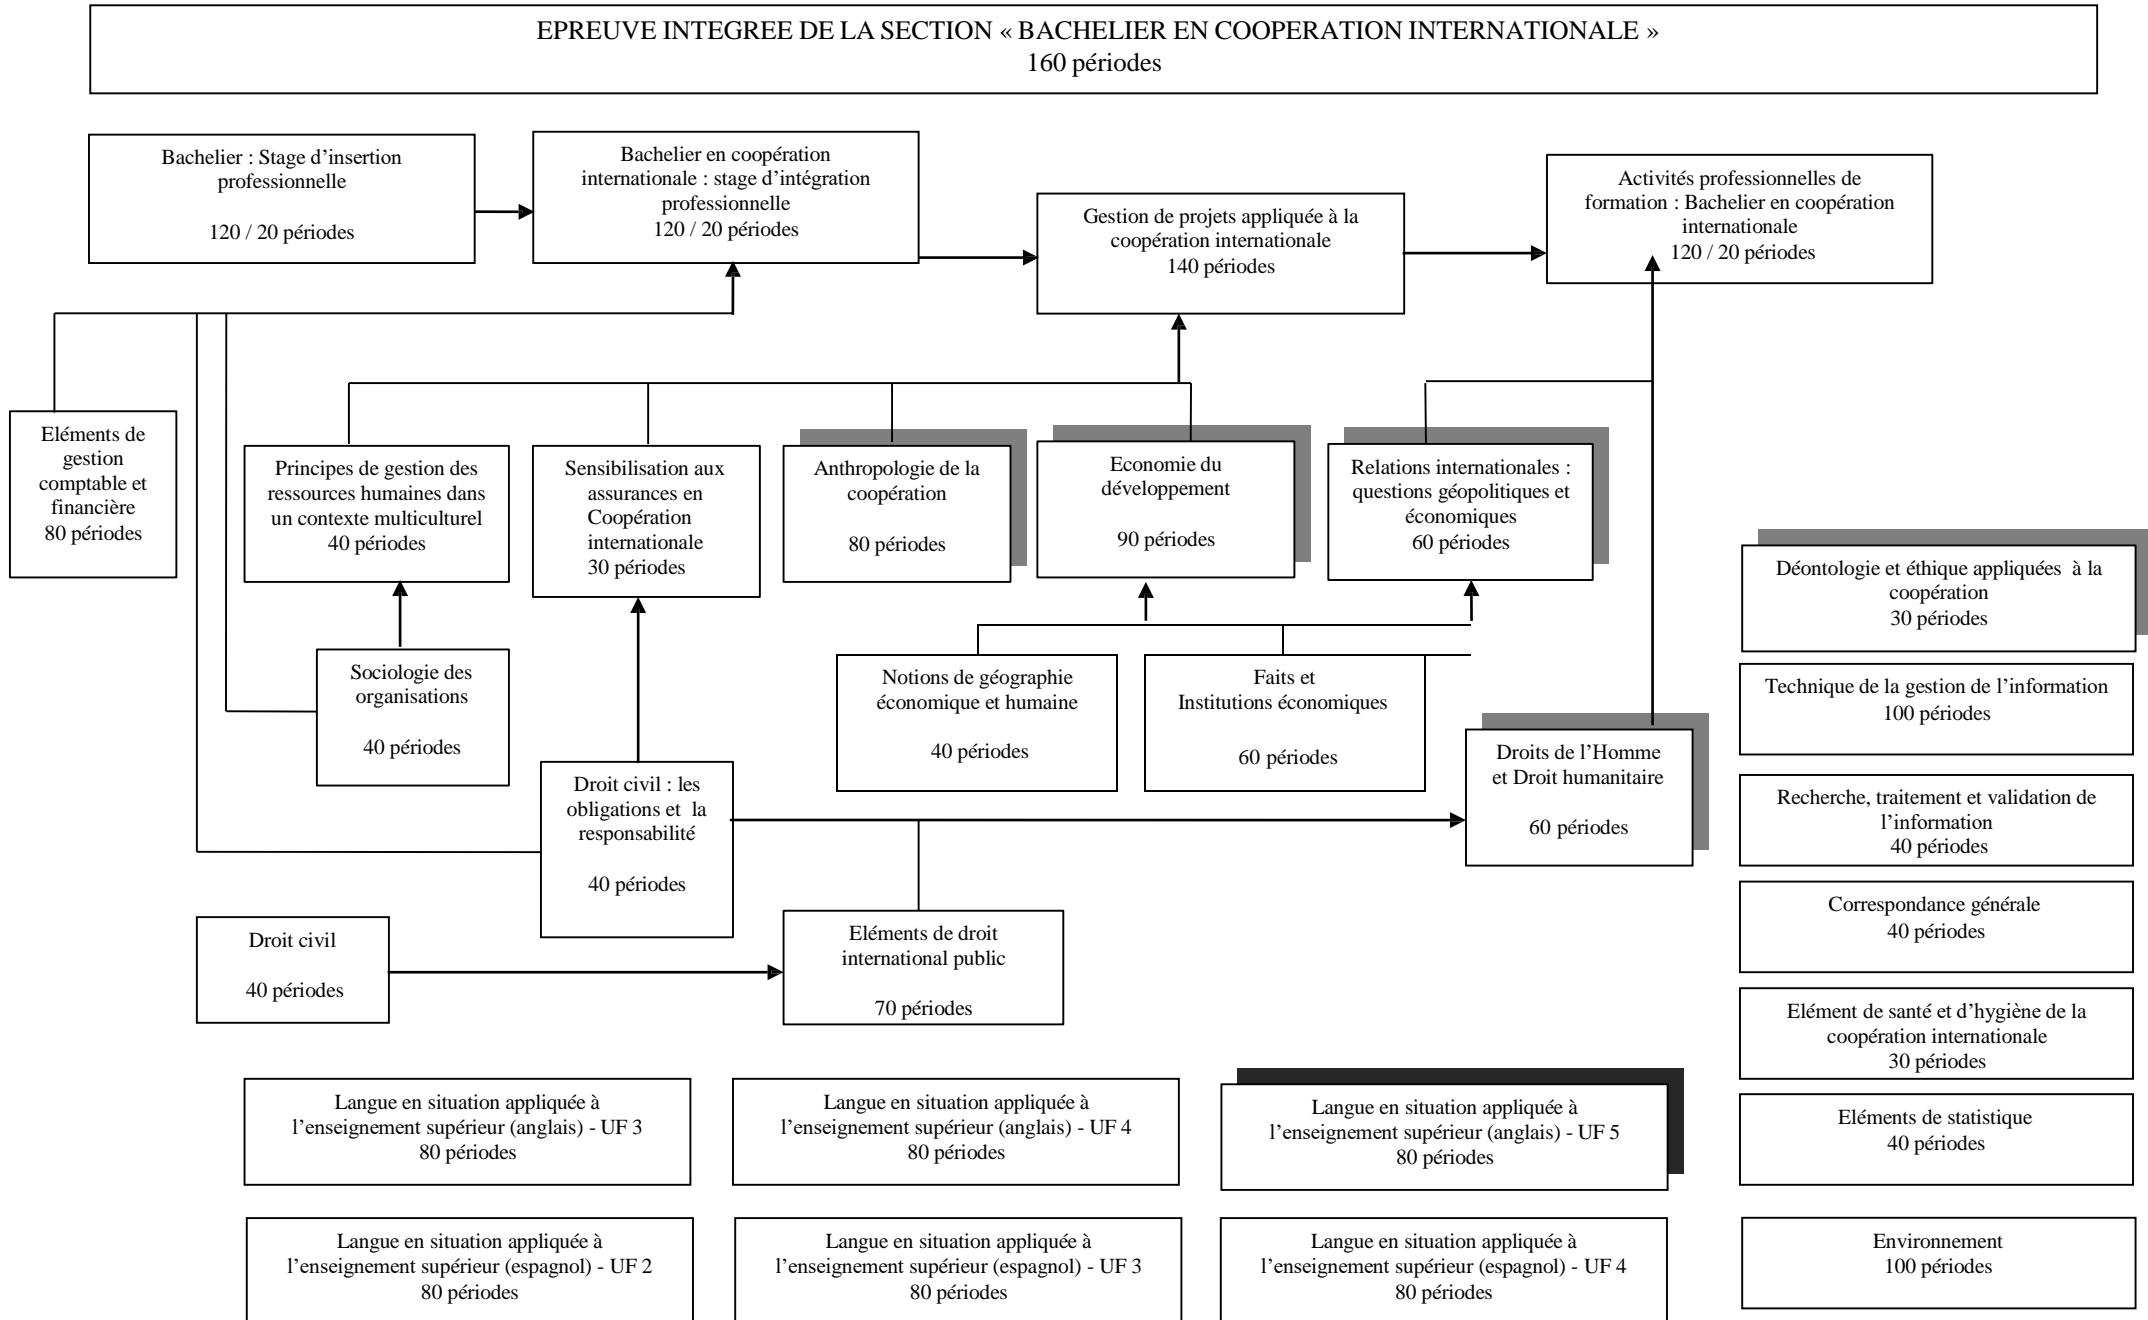 EPREUVE INTEGREE DE LA SECTION « BACHELIER EN COOPERATION INTERNATIONALE »
160 périodes
Bachelier : Stage d’insertion
professionnelle
120 / 20 périodes
Bachelier en coopération
internationale : stage d’intégration
professionnelle
120 / 20 périodes
Gestion de projets appliquée à la
coopération internationale
140 périodes
Activités professionnelles de
formation : Bachelier en coopération
internationale
120 / 20 périodes
Eléments de
gestion
comptable et
financière
80 périodes
Principes de gestion des
ressources humaines dans
un contexte multiculturel
40 périodes
Sensibilisation aux
assurances en
Coopération
internationale
30 périodes
Anthropologie de la
coopération
80 périodes
Economie du
développement
90 périodes
Relations internationales :
questions géopolitiques et
économiques
60 périodes
Déontologie et éthique appliquées à la
coopération
30 périodes
Sociologie des
organisations
40 périodes
Notions de géographie
économique et humaine
40 périodes
Faits et
Institutions économiques
60 périodes
Technique de la gestion de l’information
100 périodes
Droit civil : les
obligations et la
responsabilité
40 périodes
Droits de l’Homme
et Droit humanitaire
60 périodes
Recherche, traitement et validation de
l’information
40 périodes
Correspondance générale
40 périodes
Droit civil
40 périodes
Eléments de droit
international public
70 périodes
Elément de santé et d’hygiène de la
coopération internationale
30 périodes
Langue en situation appliquée à
l’enseignement supérieur (anglais) - UF 3
80 périodes
Langue en situation appliquée à
l’enseignement supérieur (anglais) - UF 4
80 périodes
Langue en situation appliquée à
l’enseignement supérieur (anglais) - UF 5
80 périodes
Eléments de statistique
40 périodes
Langue en situation appliquée à
l’enseignement supérieur (espagnol) - UF 2
80 périodes
Langue en situation appliquée à
l’enseignement supérieur (espagnol) - UF 3
80 périodes
Langue en situation appliquée à
l’enseignement supérieur (espagnol) - UF 4
80 périodes
Environnement
100 périodes